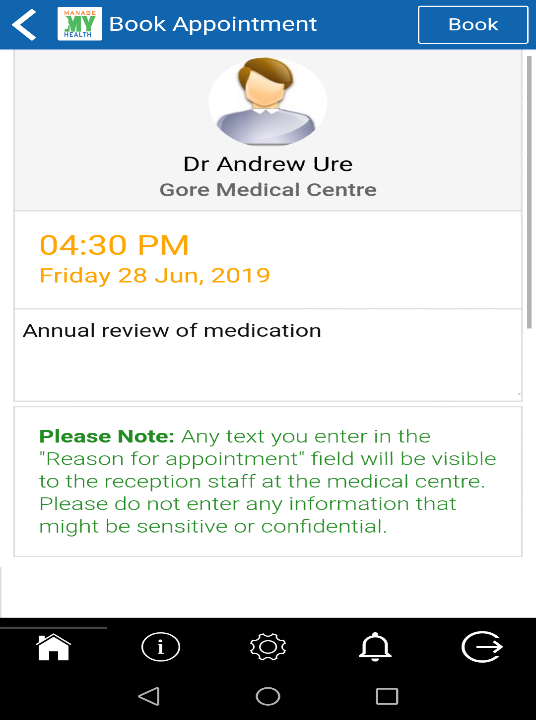 MANAGE
MY
HEALTH
Book Appointment
Book
Dr Andrew Ure
Gore Medical Centre
04:30 PM
Friday 28 Jun, 2019
Annual review of medication
Please Note: Any text you enter in the
"Reason for appointment" field will be visible
to the reception staff at the medical centre.
Please do not enter any information that
might be sensitive or confidential.